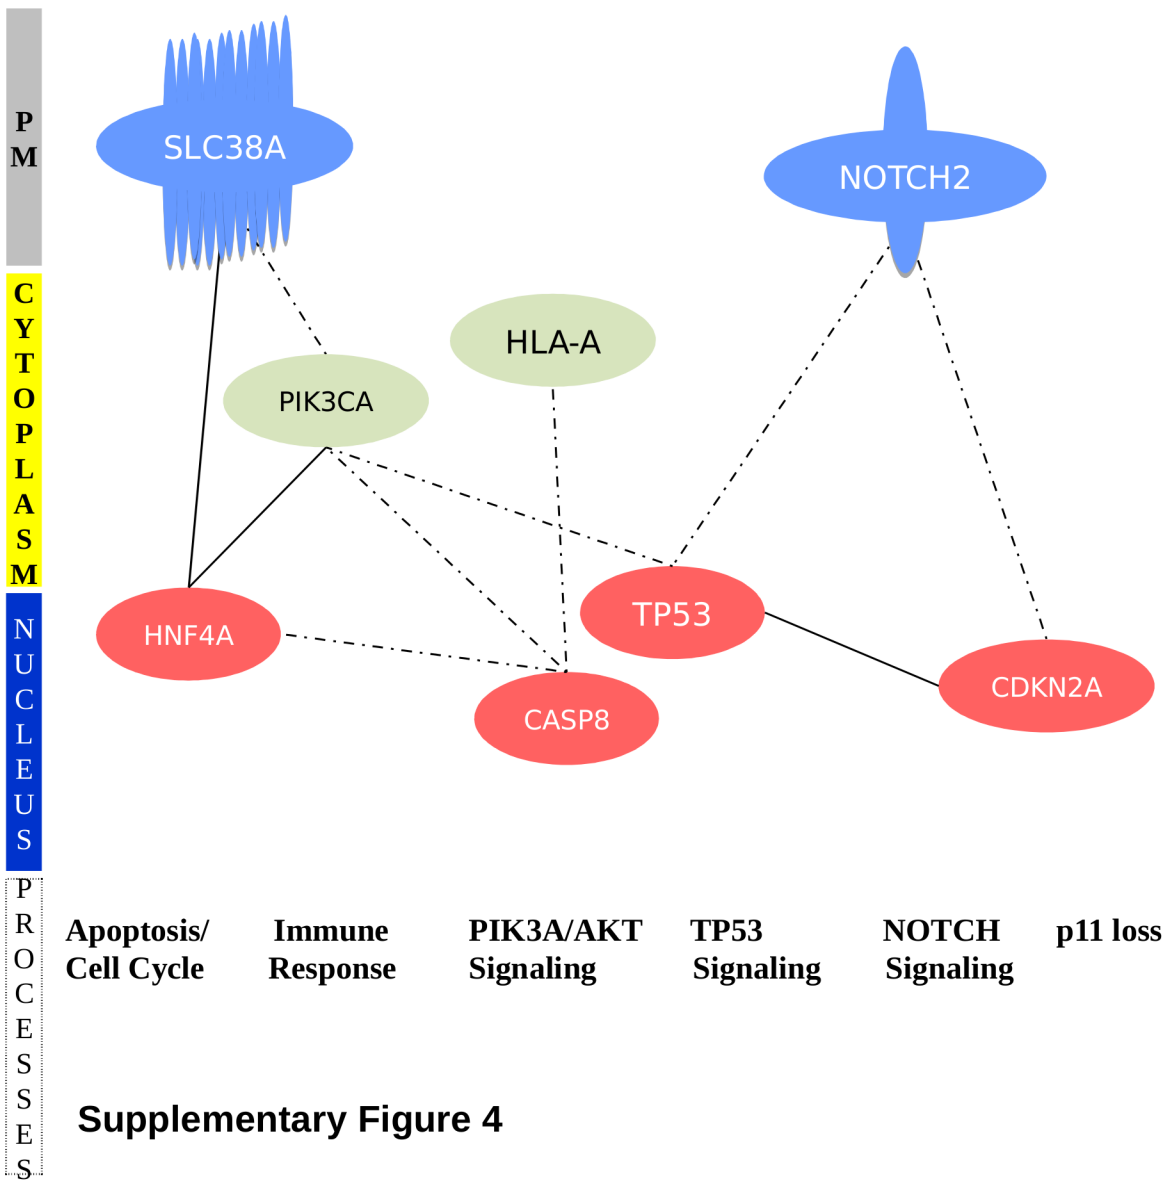 P
M
SLC38A
NOTCH2
C
Y
T
O
P
L
A
S
M
HLA-A
PIK3CA
N
U
C
L
E
U
S
HNF4A
TP53
CDKN2A
CASP8
P
R
O
C
E
S
S
E
S
Apoptosis/ Immune PIK3A/AKT TP53 NOTCH p11 loss
Cell Cycle Response Signaling Signaling Signaling
Supplementary Figure 4